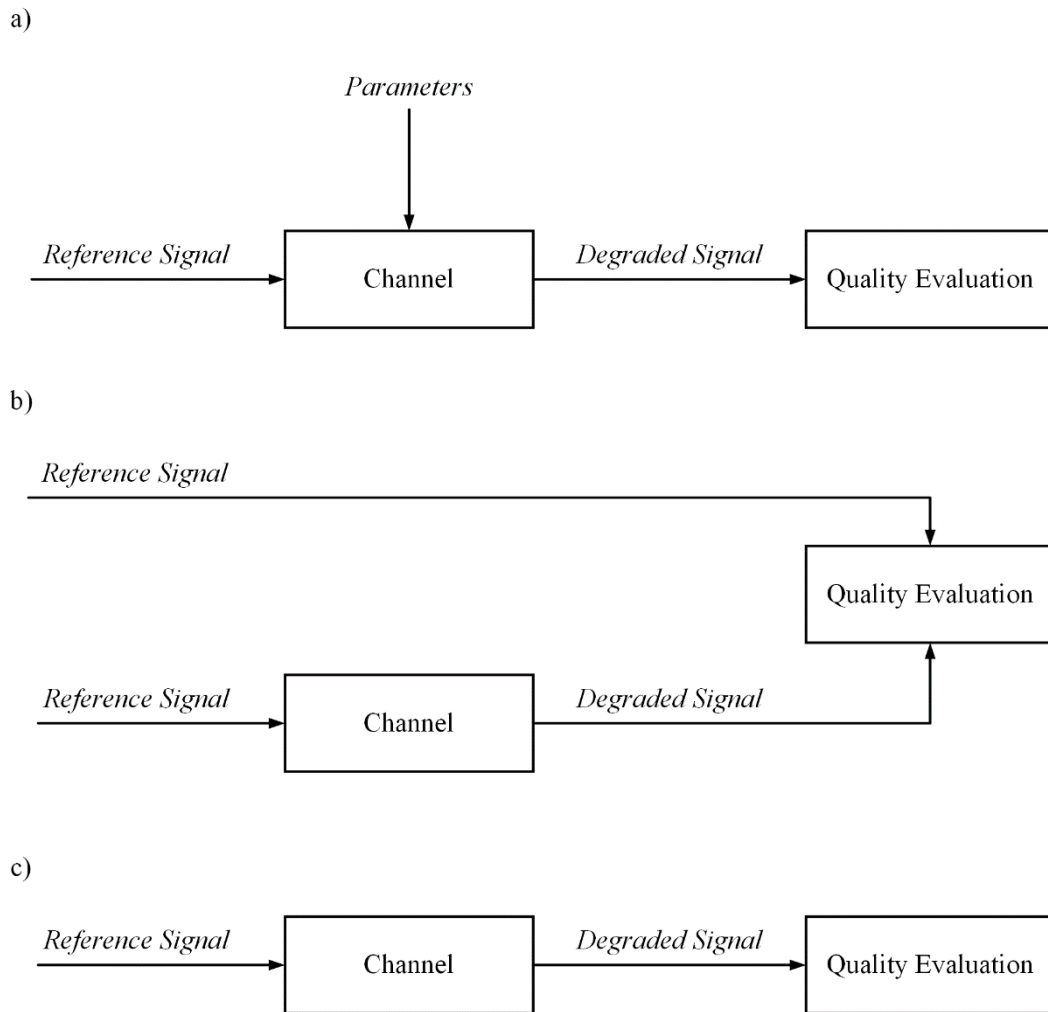 a)
Parameters
Reference Signal
Channel
Degraded Signal
Quality Evaluation
b)
Reference Signal
Quality Evaluation
Reference Signal
Channel
Degraded Signal
c)
Reference Signal
Channel
Degraded Signal
Quality Evaluation